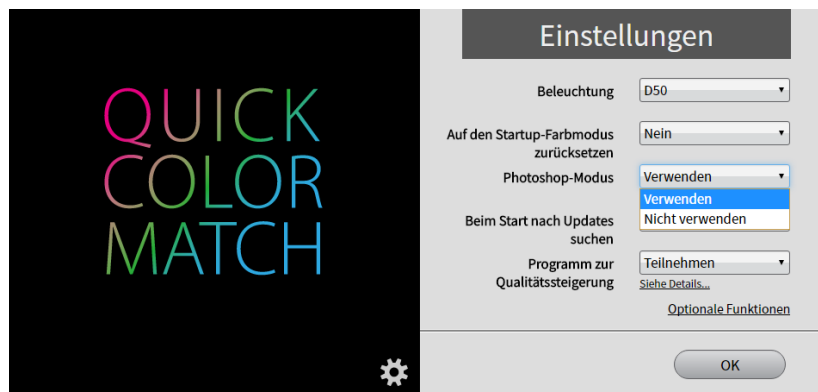 QUICK
COLOR
MATCH
Einstellungen
Beleuchtung
D50
Auf den Startup-Farbmodus
zurücksetzen
Nein
Photoshop-Modus
Verwenden
Verwenden
Nicht verwenden
Beim Start nach Updates
suchen
Programm zur
Qualitätssteigerung
Teilnehmen
Siehe Details...
Optionale Funktionen
OK